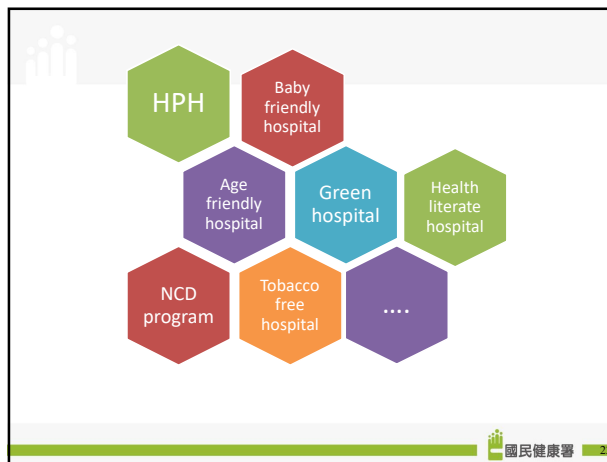 HPH
Baby
friendly
hospital
Age
friendly
hospital
Green
hospital
Health
literate
hospital
NCD
program
Tobacco
free
hospital
....
國民健康署
2